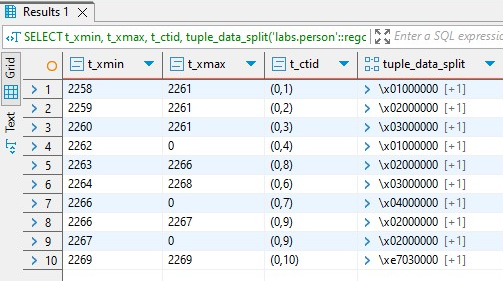 Results 1
SELECT t_xmin, t_xmax, t_ctid, tuple_data_split('labs.person'::regc
Enter a SQL expression
Grid
Text
t_xmin t_xmax t_ctid tuple_data_split
1 2258 2261 (0,1) \x01000000 [+1]
2 2259 2261 (0,2) \x02000000 [+1]
3 2260 2261 (0,3) \x03000000 [+1]
4 2262 0 (0,4) \x01000000 [+1]
5 2263 2266 (0,8) \x02000000 [+1]
6 2264 2268 (0,6) \x03000000 [+1]
7 2266 0 (0,7) \x04000000 [+1]
8 2266 2267 (0,9) \x02000000 [+1]
9 2267 0 (0,9) \x02000000 [+1]
10 2269 2269 (0,10) \xe7030000 [+1]